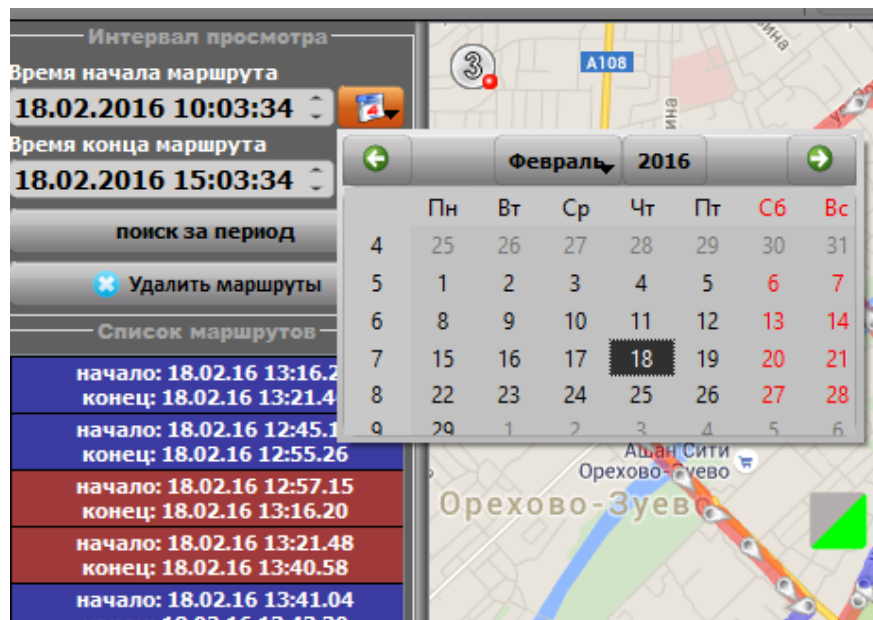 Интервал просмотра
Время начала маршрута
18.02.2016 10:03:34
Время конца маршрута
18.02.2016 15:03:34
поиск за период
Удалить маршруты
Список маршрутов
начало: 18.02.16 13:16.2
конец: 18.02.16 13:21.4
начало: 18.02.16 12:45.1
конец: 18.02.16 12:55.26
начало: 18.02.16 12:57.15
конец: 18.02.16 13:16.20
начало: 18.02.16 13:21.48
конец: 18.02.16 13:40.58
начало: 18.02.16 13:41.04
Февраль 2016
Пн Вт Ср Чт Пт Сб Вс
4 25 26 27 28 29 30 31
5 1 2 3 4 5 6 7
6 8 9 10 11 12 13 14
7 15 16 17 18 19 20 21
8 22 23 24 25 26 27 28
9 29 1 2 3 4 5 6
3
A108
ина
зина
Ашан Сити
Орехово-Зуево
Орехово-Зуево